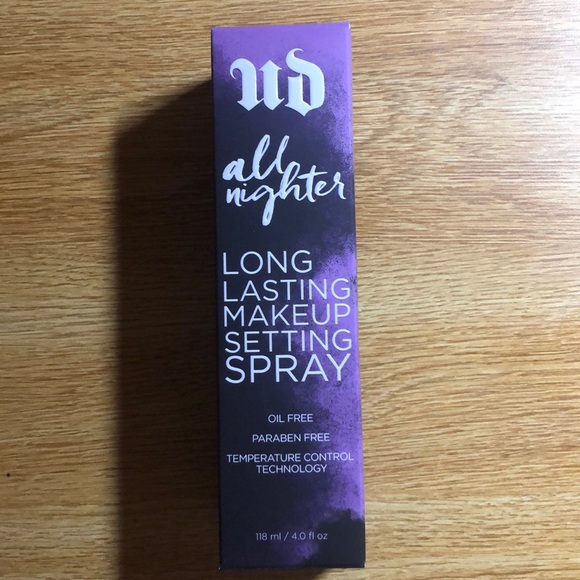 UD
all
nighter
LONG
LASTING
MAKEUP
SETTING
SPRAY
OIL FREE
PARABEN FREE
TEMPERATURE CONTROL
TECHNOLOGY
118 ml / 4.0 fl oz